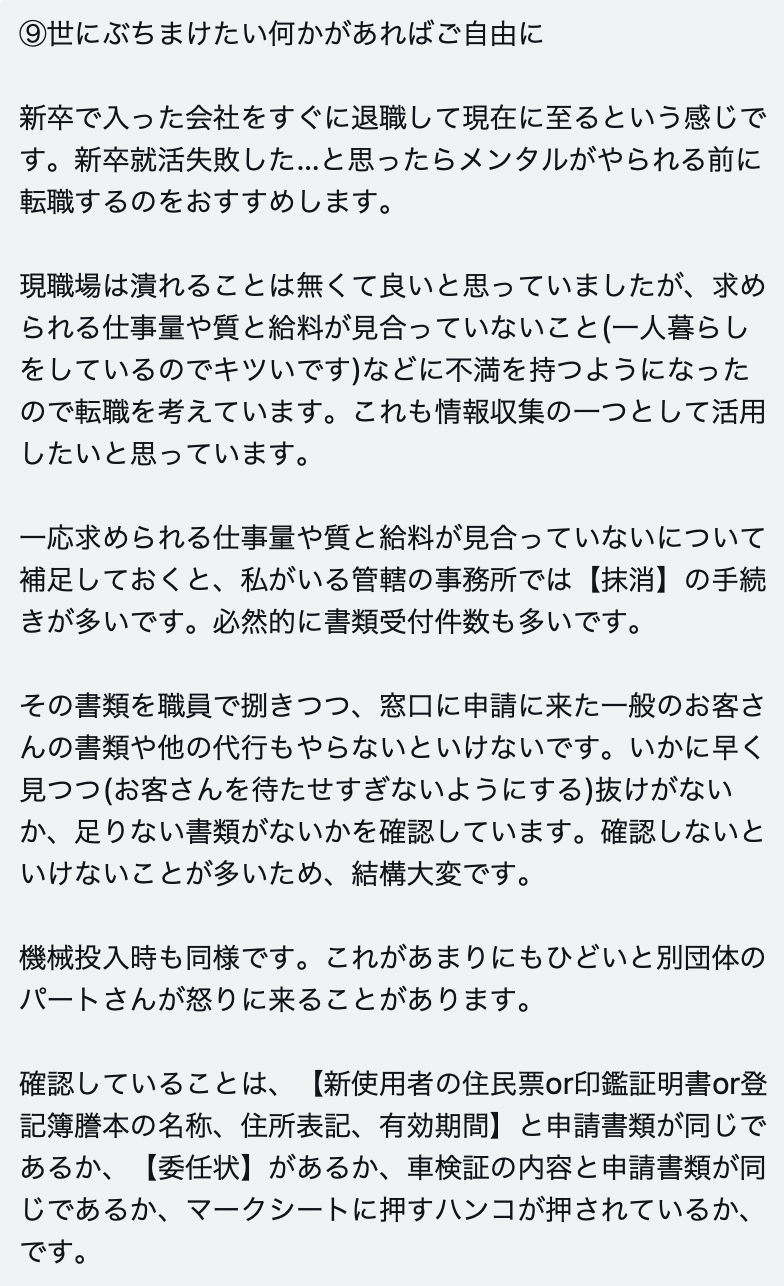 ⑨世にぶちまけたい何かがあればご自由に
新卒で入った会社をすぐに退職して現在に至るという感じで
す。新卒就活失敗した...と思ったらメンタルがやられる前に
転職するのをおすすめします。
現職場は潰れることは無くて良いと思っていましたが、求め
られる仕事量や質と給料が見合っていないこと(一人暮らし
をしているのでキツいです)などに不満を持つようになった
ので転職を考えています。これも情報収集の一つとして活用
したいと思っています。
一応求められる仕事量や質と給料が見合っていないについて
補足しておくと、私がいる管轄の事務所では【抹消】の手続
きが多いです。必然的に書類受付件数も多いです。
その書類を職員で捌きつつ、窓口に申請に来た一般のお客さ
んの書類や他の代行もやらないといけないです。いかに早く
見つつ(お客さんを待たせすぎないようにする)抜けがない
か、足りない書類がないかを確認しています。確認しないと
いけないことが多いため、結構大変です。
機械投入時も同様です。これがあまりにもひどいと別団体の
パートさんが怒りに来ることがあります。
確認していることは、【新使用者の住民票or印鑑証明書or登
記簿謄本の名称、住所表記、有効期間】と申請書類が同じで
あるか、【委任状】があるか、車検証の内容と申請書類が同
じであるか、マークシートに押すハンコが押されているか、
です。